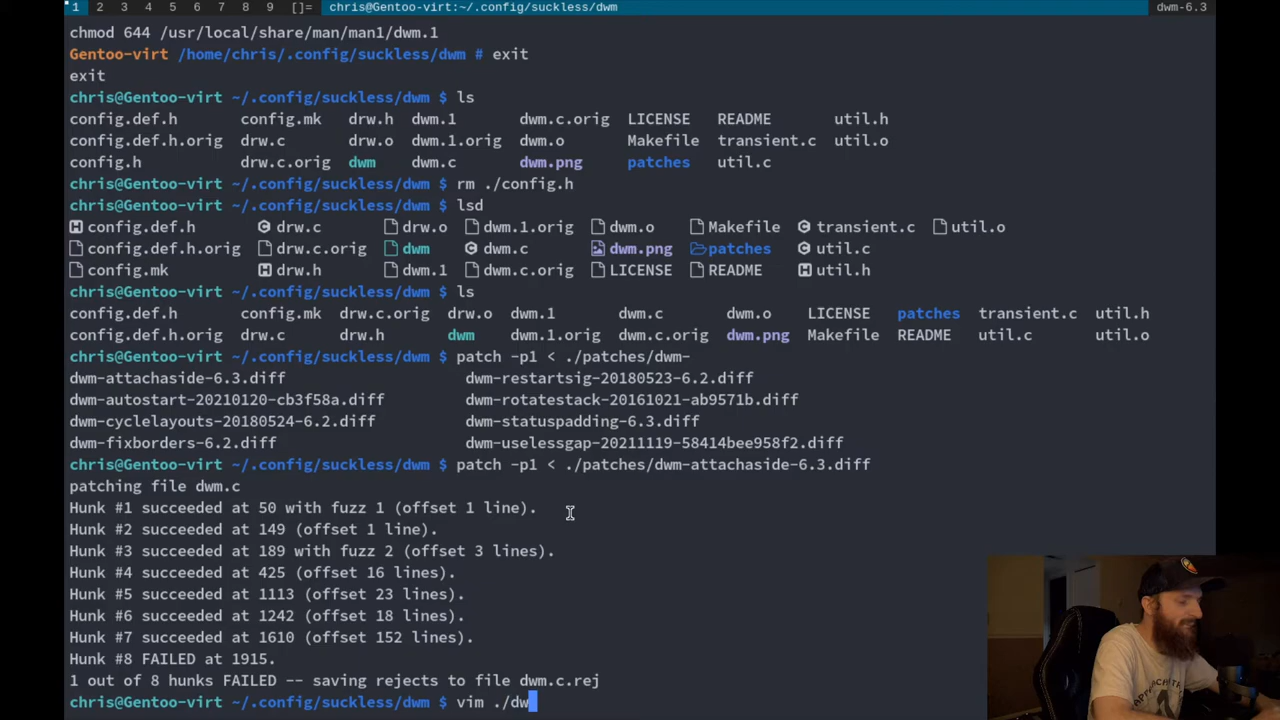 1 2 3 4 5 6 7 8 9 []= chris@Gentoo-virt:~/.config/suckless/dwm dwm-6.3
chmod 644 /usr/local/share/man/man1/dwm.1
Gentoo-virt /home/chris/.config/suckless/dwm # exit
exit
chris@Gentoo-virt ~/.config/suckless/dwm $ ls
config.def.h config.mk drw.h dwm.1 dwm.c.orig LICENSE README util.h
config.def.h.orig drw.c drw.o dwm.1.orig dwm.o Makefile transient.c util.o
config.h drw.c.orig dwm dwm.c dwm.png patches util.c
chris@Gentoo-virt ~/.config/suckless/dwm $ rm ./config.h
chris@Gentoo-virt ~/.config/suckless/dwm $ lsd
config.def.h drw.c drw.o dwm.1.orig dwm.o Makefile transient.c util.o
config.def.h.orig drw.c.orig dwm dwm.c dwm.png patches util.c
config.mk drw.h dwm.1 dwm.c.orig LICENSE README util.h
chris@Gentoo-virt ~/.config/suckless/dwm $ ls
config.def.h config.mk drw.c.orig drw.o dwm.1 dwm.c dwm.o LICENSE patches transient.c util.h
config.def.h.orig drw.c drw.h dwm dwm.1.orig dwm.c.orig dwm.png Makefile README util.c util.o
chris@Gentoo-virt ~/.config/suckless/dwm $ patch -p1 < ./patches/dwm-
dwm-attachaside-6.3.diff dwm-restartsig-20180523-6.2.diff
dwm-autostart-20210120-cb3f58a.diff dwm-rotatestack-20161021-ab9571b.diff
dwm-cyclelayouts-20180524-6.2.diff dwm-statuspadding-6.3.diff
dwm-fixborders-6.2.diff dwm-uselessgap-20211119-58414bee958f2.diff
chris@Gentoo-virt ~/.config/suckless/dwm $ patch -p1 < ./patches/dwm-attachaside-6.3.diff
patching file dwm.c
Hunk #1 succeeded at 50 with fuzz 1 (offset 1 line).
Hunk #2 succeeded at 149 (offset 1 line).
Hunk #3 succeeded at 189 with fuzz 2 (offset 3 lines).
Hunk #4 succeeded at 425 (offset 16 lines).
Hunk #5 succeeded at 1113 (offset 23 lines).
Hunk #6 succeeded at 1242 (offset 18 lines).
Hunk #7 succeeded at 1610 (offset 152 lines).
Hunk #8 FAILED at 1915.
1 out of 8 hunks FAILED -- saving rejects to file dwm.c.rej
chris@Gentoo-virt ~/.config/suckless/dwm $ vim ./dw